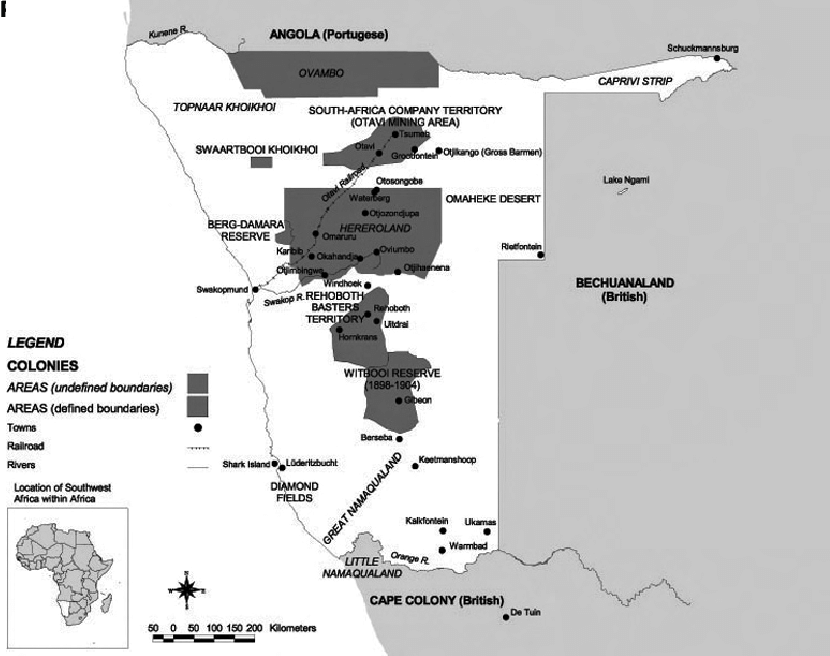 Kunene R.
ANGOLA (Portugese)
Schuckmannsburg
OVAMBO
CAPRIVI STRIP
TOPNAAR KHOIKHOI
SOUTH-AFRICA COMPANY TERRITORY
(OTAVI MINING AREA)
Tsumeb
SWAARTBOOI KHOIKHOI
Otavi
Grootontein
Otjikango (Gross Barmen)
Otavi Railroad
Otosongobe
Waterberg
Lake Ngami
OMAHEKE DESERT
Otjozondjupa
BERG-DAMARA
RESERVE
HEREROLAND
Omaruru
Karibib
Okahandja
Oviumbo
Rietfontein
Otjimbingwe
Otjihaenena
BECHUANALAND
(British)
Swakopmund
Windhoek
Swakop R.
REHOBOTH
BASTERS
TERRITORY
Rehoboth
Uitdrai
Hornkrans
LEGEND
COLONIES
AREAS (undefined boundaries)
AREAS (defined boundaries)
Towns
Railroad
Rivers
WITBOOI RESERVE
(1898-1904)
Gibeon
Berseba
Shark Island
Lüderitzbucht
Keetmanshoop
DIAMOND
FIELDS
GREAT NAMAQUALAND
Location of Southwest
Africa within Africa
Kalkfontein
Ukamas
Warmbad
Orange R.
LITTLE
NAMAQUALAND
CAPE COLONY (British)
De Tuin
N
W
E
S
50 0 50 100 150 200 Kilometers